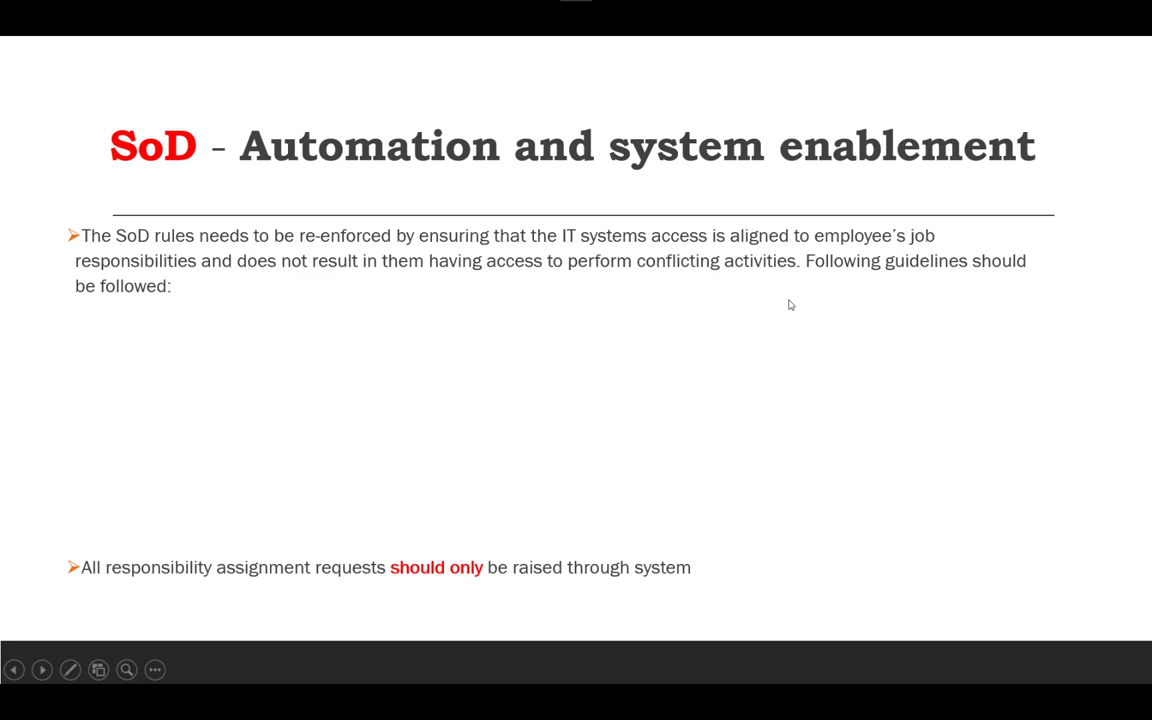 SoD - Automation and system enablement
➢The SoD rules needs to be re-enforced by ensuring that the IT systems access is aligned to employee’s job
responsibilities and does not result in them having access to perform conflicting activities. Following guidelines should
be followed:
➢All responsibility assignment requests should only be raised through system